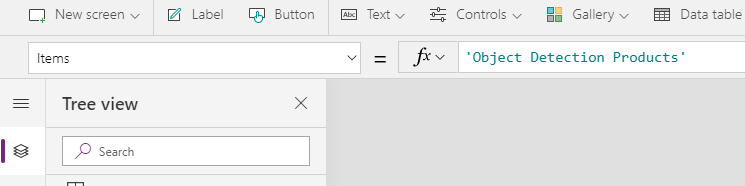 New screen Label Button Text Controls Gallery Data table
Items = fx 'Object Detection Products'
Tree view
Search